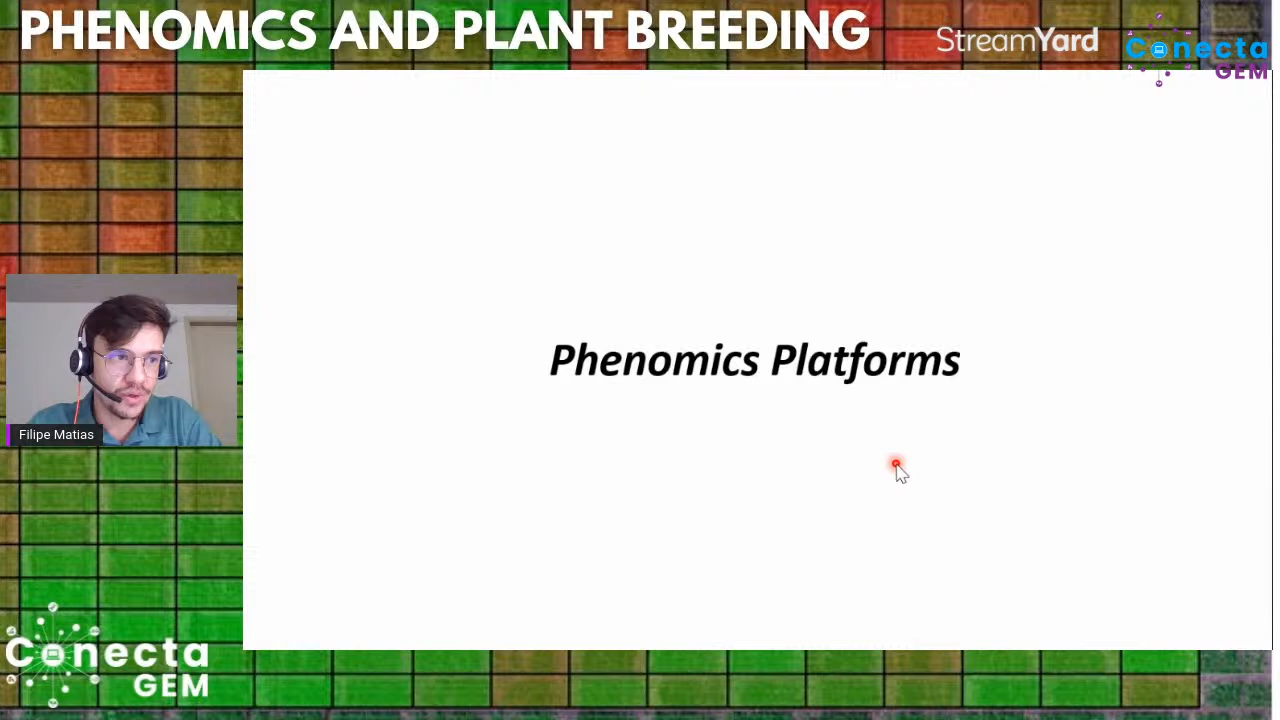 PHENOMICS AND PLANT BREEDING
StreamYard
Conecta
GEM
Phenomics Platforms
Filipe Matias
Conecta
GEM